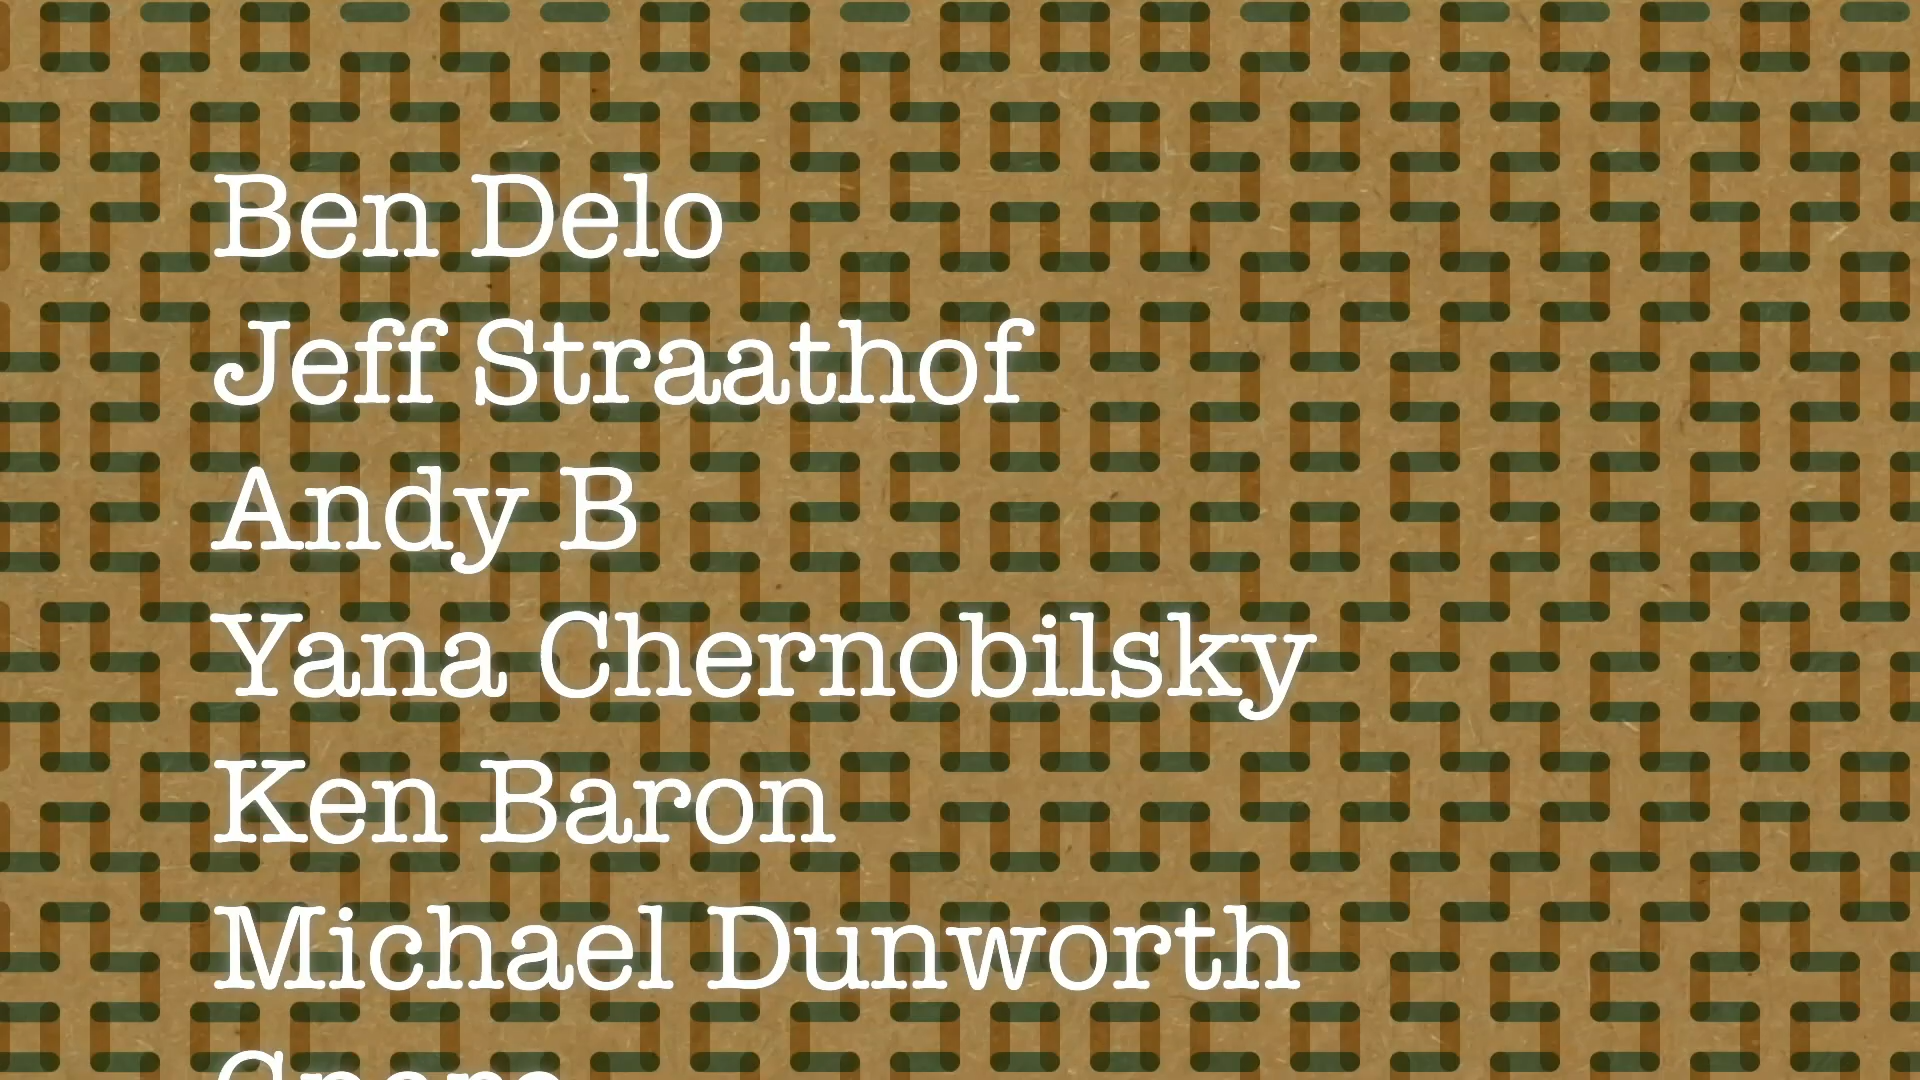 Ben Delo
Jeff Straathof
Andy B
Yana Chernobilsky
Ken Baron
Michael Dunworth